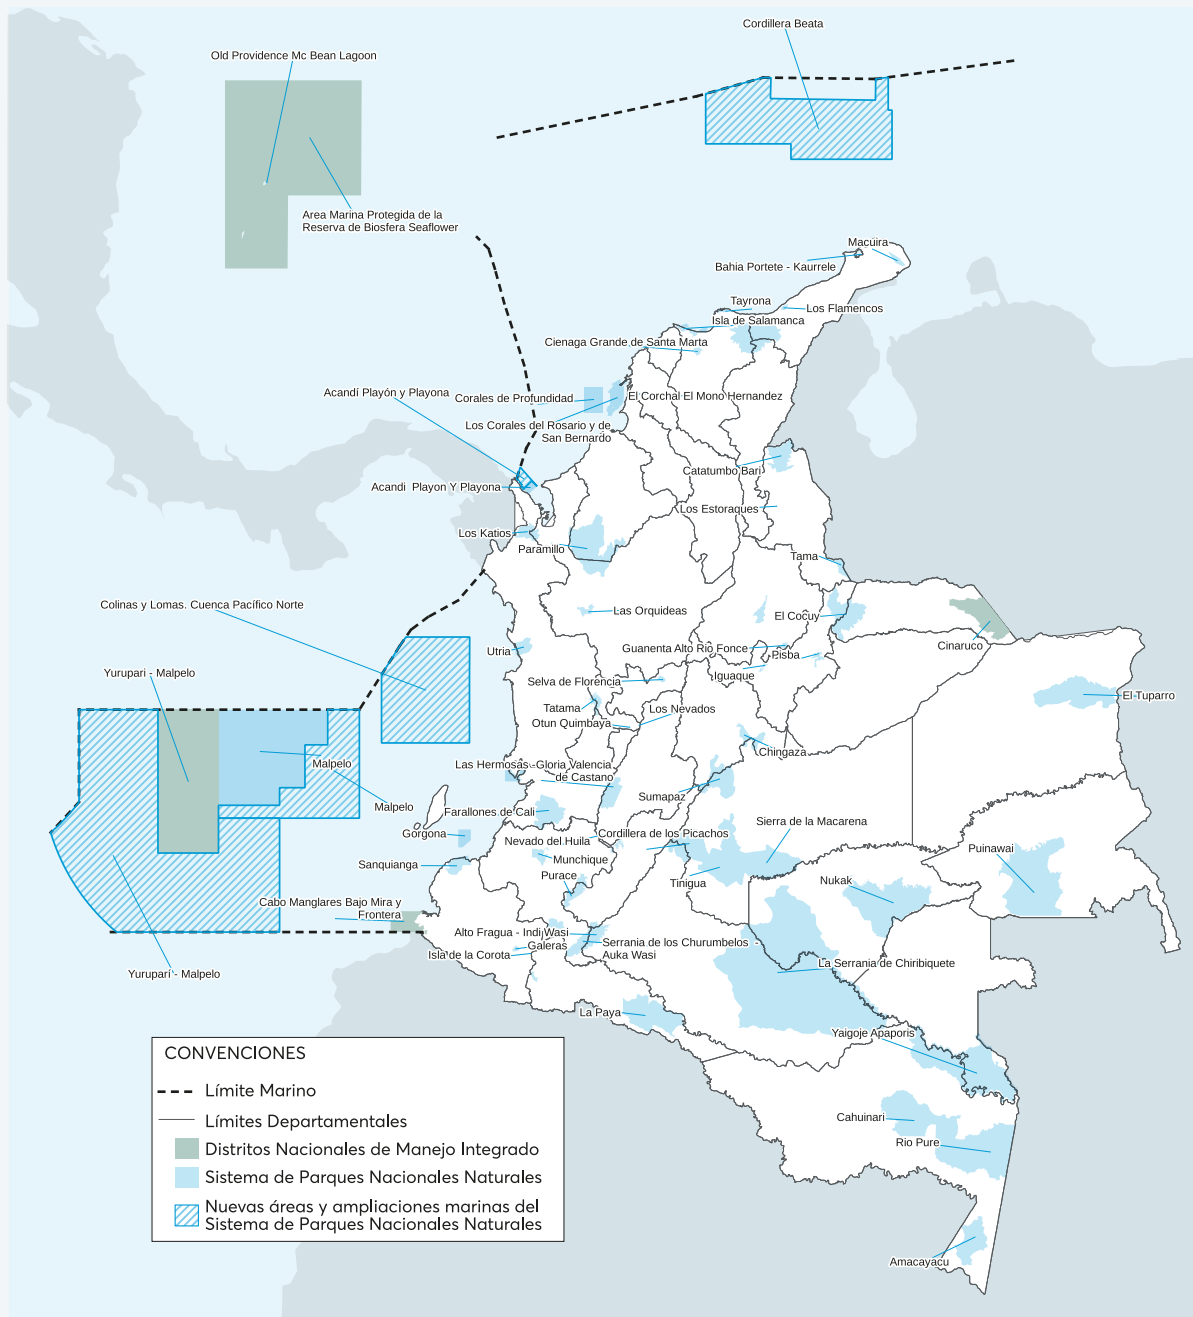 Cordillera Beata
Old Providence Mc Bean Lagoon
Area Marina Protegida de la
Reserva de Biosfera Seaflower
Macuira
Bahia Portete - Kaurrele
Tayrona
Los Flamencos
Isla de Salamanca
Cienaga Grande de Santa Marta
Acandí Playón y Playona
Corales de Profundidad
El Corchal El Mono Hernandez
Los Corales del Rosario y de
San Bernardo
Catatumbo Bari
Acandi Playon Y Playona
Los Estoraques
Los Katios
Paramillo
Tama
Colinas y Lomas. Cuenca Pacífico Norte
Las Orquideas
El Cocuy
Cinaruco
Utria
Guanenta Alto Rio Fonce
Pisba
Iguaque
Yurupari - Malpelo
Selva de Florencia
El Tuparro
Tatama
Los Nevados
Otun Quimbaya
Chingaza
Malpelo
Las Hermosas -Gloria Valencia
de Castano
Sumapaz
Malpelo
Farallones de Cali
Sierra de la Macarena
Gorgona
Nevado del Huila
Cordillera de los Picachos
Puinawai
Sanquianga
Munchique
Purace
Tinigua
Nukak
Cabo Manglares Bajo Mira y
Frontera
Alto Fragua - Indi Wasi
Galeras
Serrania de los Churumbelos -
Auka Wasi
Isla de la Corota
La Serrania de Chiribiquete
Yuruparí - Malpelo
La Paya
Yaigoje Apaporis
CONVENCIONES
Límite Marino
Límites Departamentales
Distritos Nacionales de Manejo Integrado
Sistema de Parques Nacionales Naturales
Nuevas áreas y ampliaciones marinas del
Sistema de Parques Nacionales Naturales
Cahuinari
Rio Pure
Amacayacu